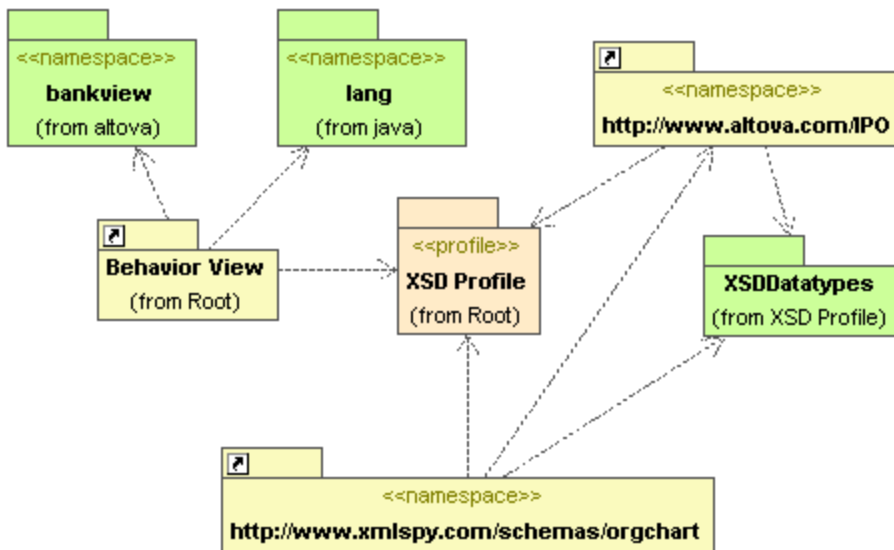 <<namespace>>
bankview
(from altova)
<<namespace>>
lang
(from java)
<<namespace>>
http://www.altova.com/IPO
Behavior View
(from Root)
<<profile>>
XSD Profile
(from Root)
XSDDatatypes
(from XSD Profile)
<<namespace>>
http://www.xmlspy.com/schemas/orgchart